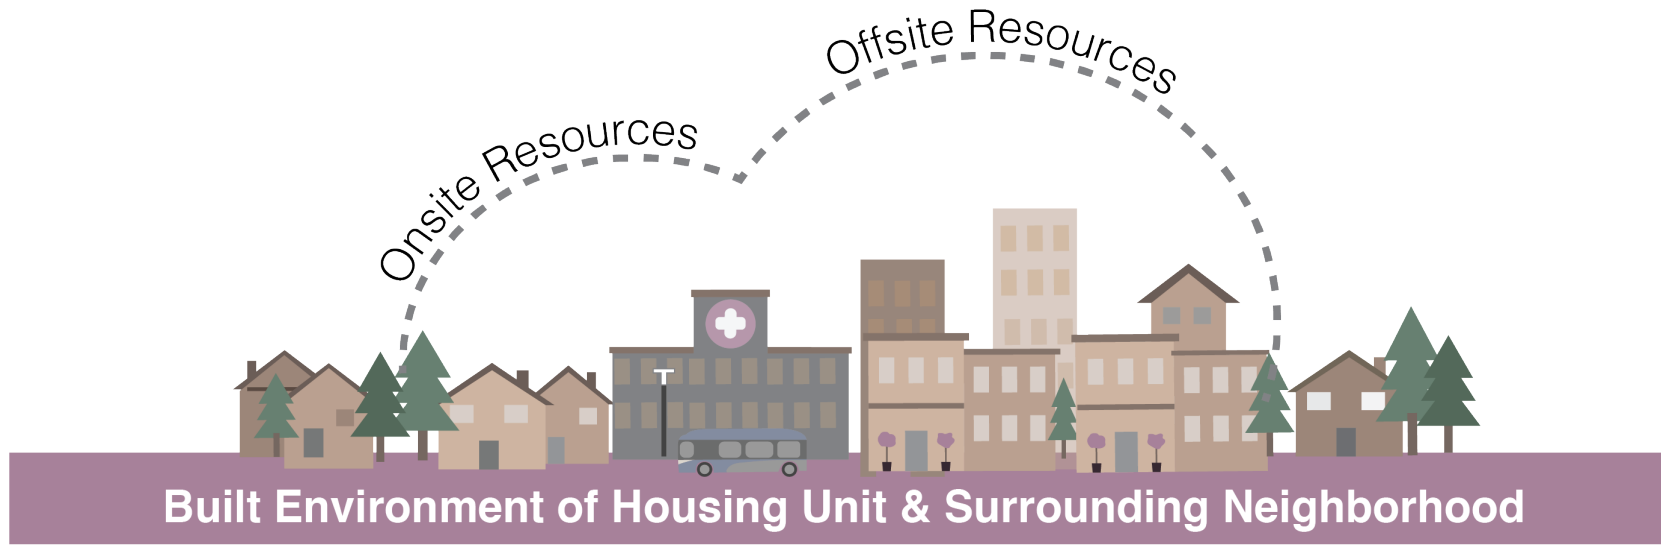 Offsite Resources
Onsite Resources
T
Built Environment of Housing Unit & Surrounding Neighborhood